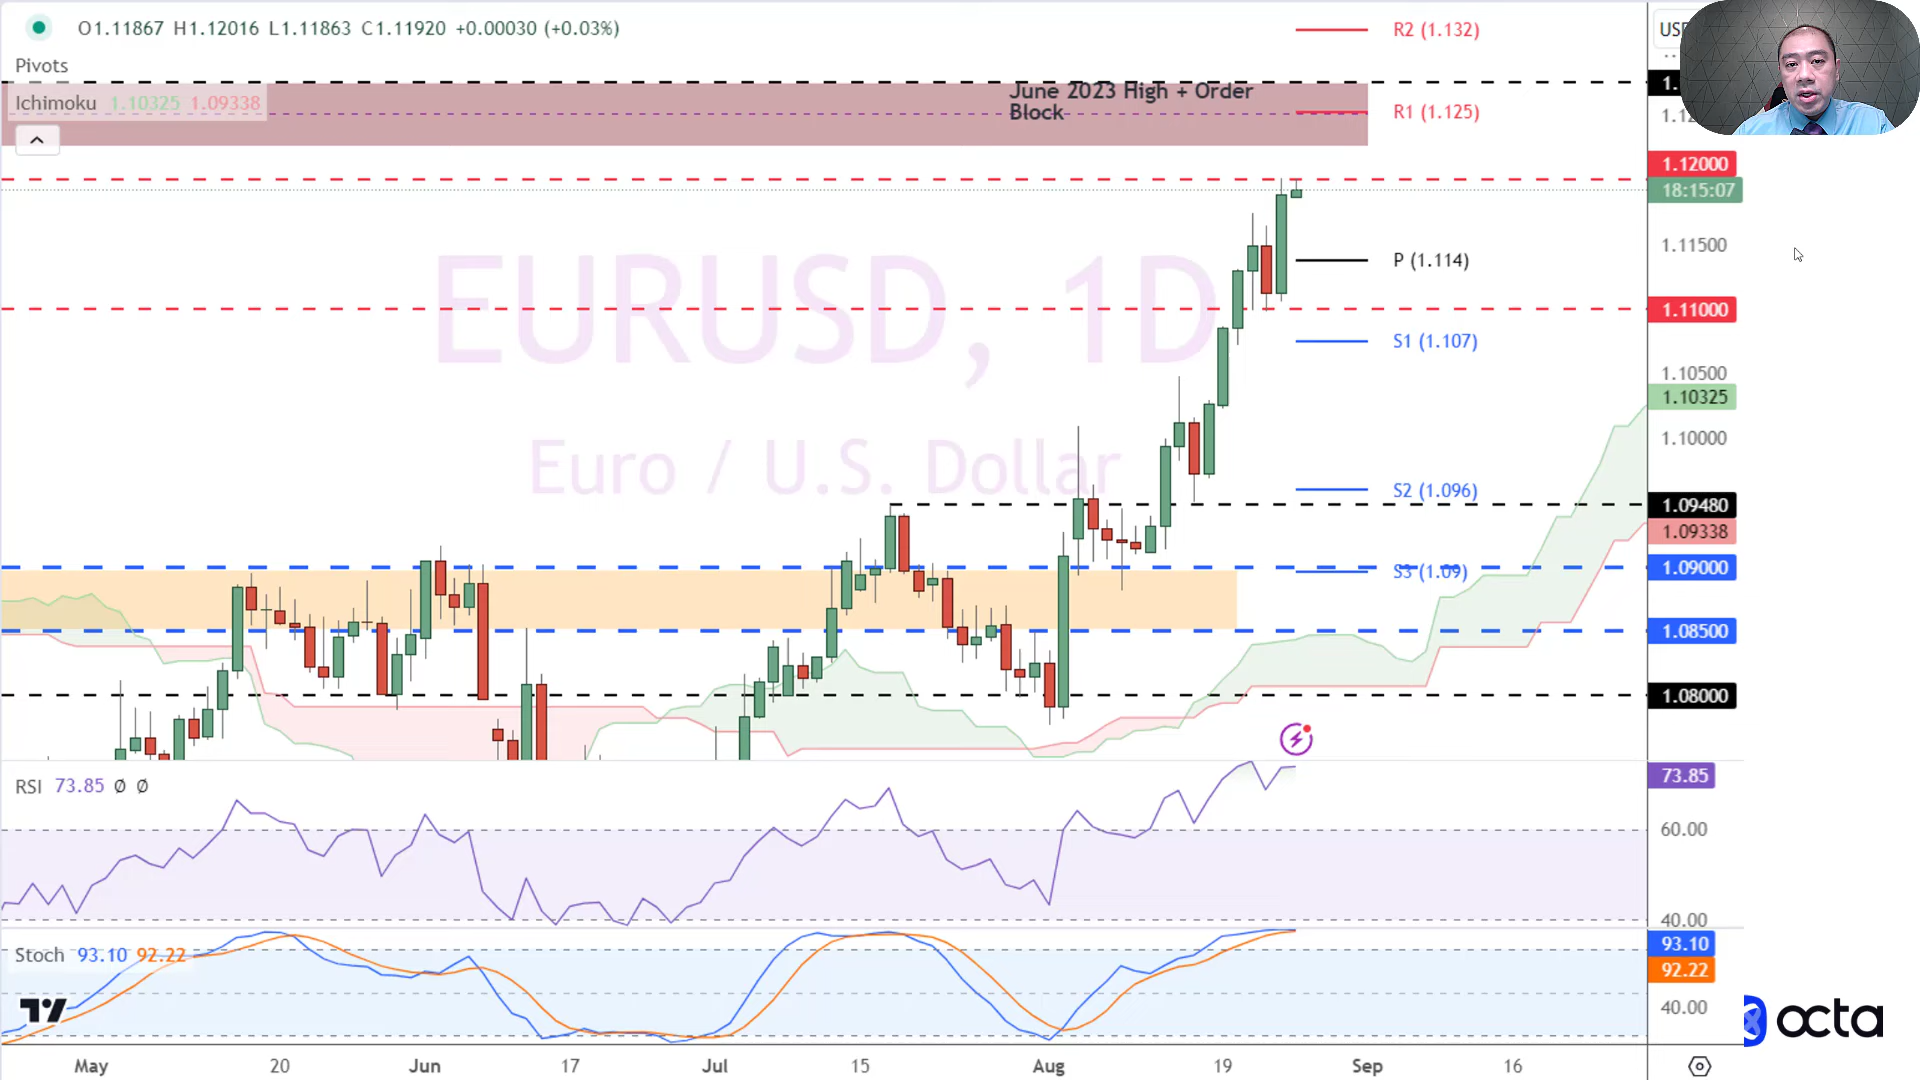 O1.11867 H1.12016 L1.11863 C1.11920 +0.00030 (+0.03%)
R2 (1.132)
Pivots
Ichimoku 1.10325 1.09338
June 2023 High + Order
Block
R1 (1.125)
1.12000
18:15:07
1.11500
P (1.114)
1.11000
S1 (1.107)
1.10500
1.10325
1.10000
EURUSD, 1D
Euro / U.S. Dollar
S2 (1.096)
1.09480
1.09338
1.09000
S3 (1.09)
1.08500
1.08000
RSI 73.85 Ø Ø
73.85
60.00
40.00
Stoch 93.10 92.22
93.10
92.22
40.00
octa
May 20 Jun 17 Jul 15 Aug 19 Sep 16